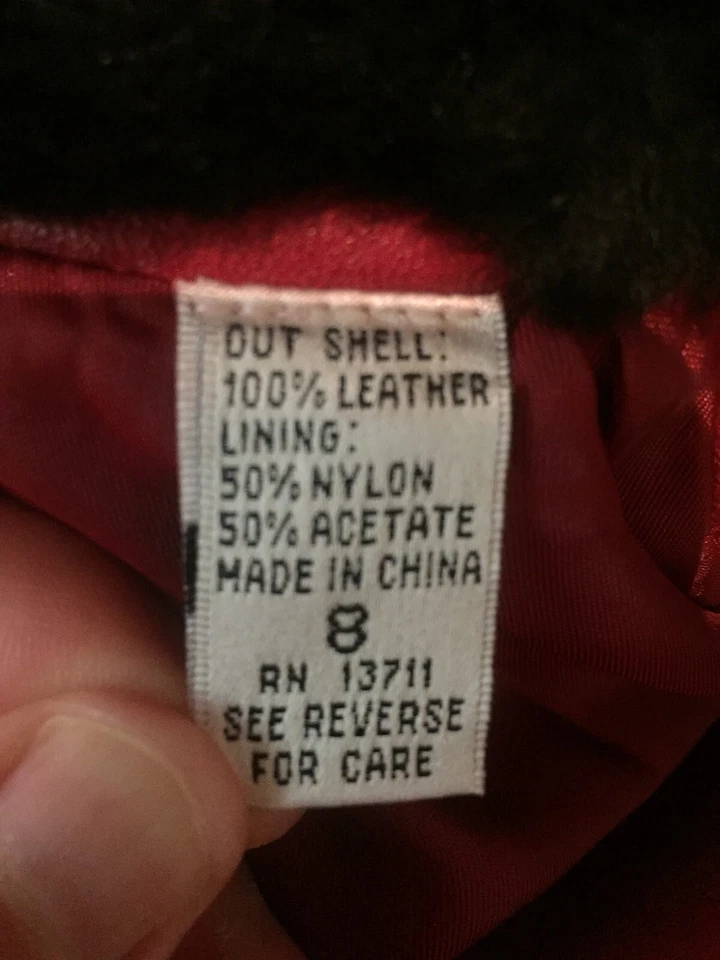 OUT SHELL:
100% LEATHER
LINING:
50% NYLON
50% ACETATE
MADE IN CHINA
8
RN 13711
SEE REVERSE
FOR CARE